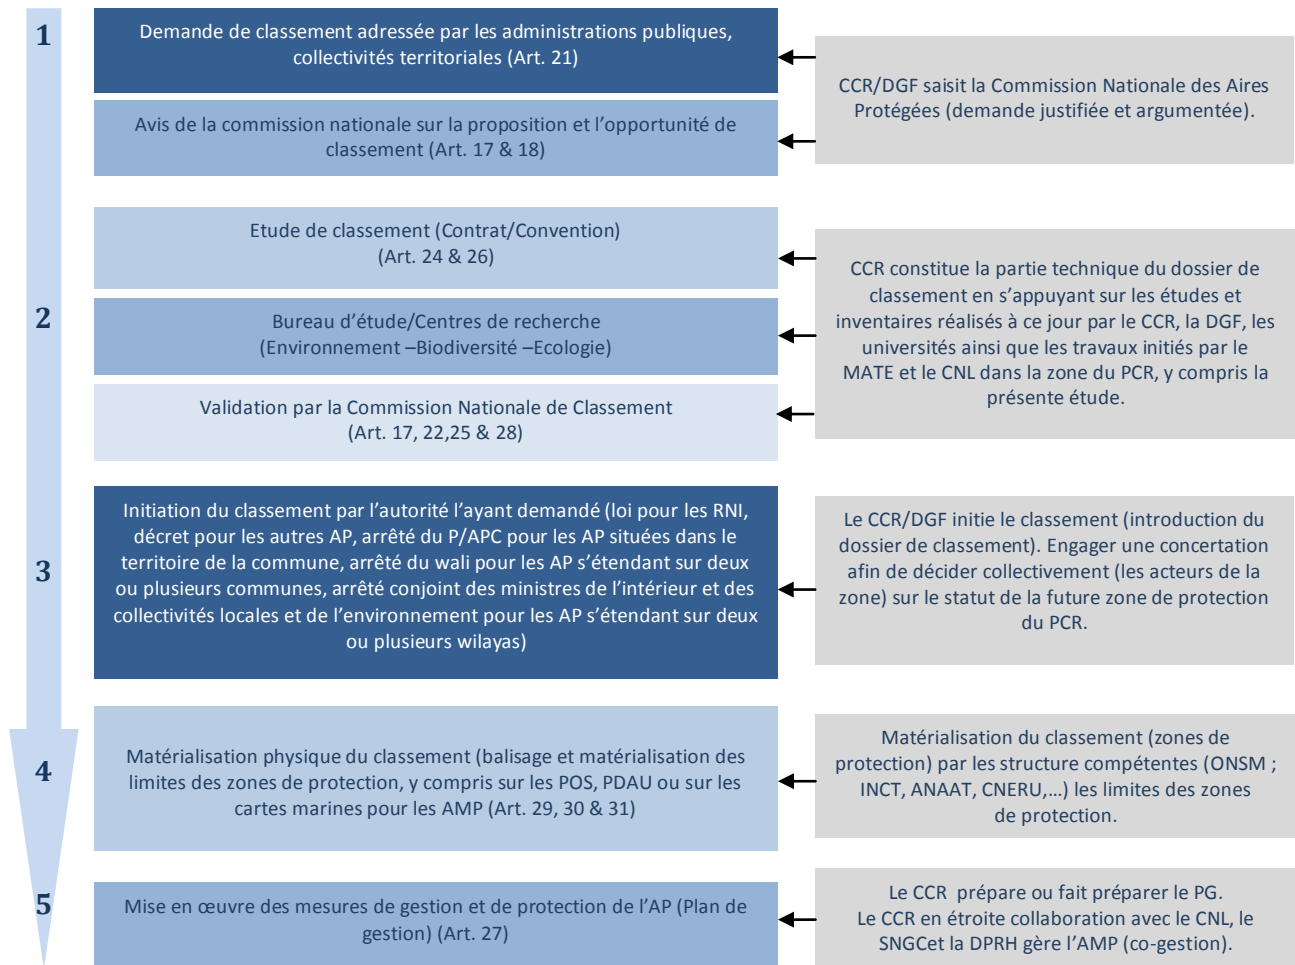 1
Demande de classement adressée par les administrations publiques,
collectivités territoriales (Art. 21)
Avis de la commission nationale sur la proposition et l’opportunité de
classement (Art. 17 & 18)
CCR/DGF saisit la Commission Nationale des Aires
Protégées (demande justifiée et argumentée).
2
Etude de classement (Contrat/Convention)
(Art. 24 & 26)
Bureau d’étude/Centres de recherche
(Environnement –Biodiversité –Ecologie)
Validation par la Commission Nationale de Classement
(Art. 17, 22,25 & 28)
CCR constitue la partie technique du dossier de
classement en s’appuyant sur les études et
inventaires réalisés à ce jour par le CCR, la DGF, les
universités ainsi que les travaux initiés par le
MATE et le CNL dans la zone du PCR, y compris la
présente étude.
3
Initiation du classement par l’autorité l’ayant demandé (loi pour les RNI,
décret pour les autres AP, arrêté du P/APC pour les AP situées dans le
territoire de la commune, arrêté du wali pour les AP s’étendant sur deux
ou plusieurs communes, arrêté conjoint des ministres de l’intérieur et des
collectivités locales et de l’environnement pour les AP s’étendant sur deux
ou plusieurs wilayas)
Le CCR/DGF initie le classement (introduction du
dossier de classement). Engager une concertation
afin de décider collectivement (les acteurs de la
zone) sur le statut de la future zone de protection
du PCR.
4
Matérialisation physique du classement (balisage et matérialisation des
limites des zones de protection, y compris sur les POS, PDAU ou sur les
cartes marines pour les AMP (Art. 29, 30 & 31)
Matérialisation du classement (zones de
protection) par les structure compétentes (ONSM ;
INCT, ANAAT, CNERU,…) les limites des zones
de protection.
5
Mise en œuvre des mesures de gestion et de protection de l’AP (Plan de
gestion) (Art. 27)
Le CCR prépare ou fait préparer le PG.
Le CCR en étroite collaboration avec le CNL, le
SNGCet la DPRH gère l’AMP (co-gestion).